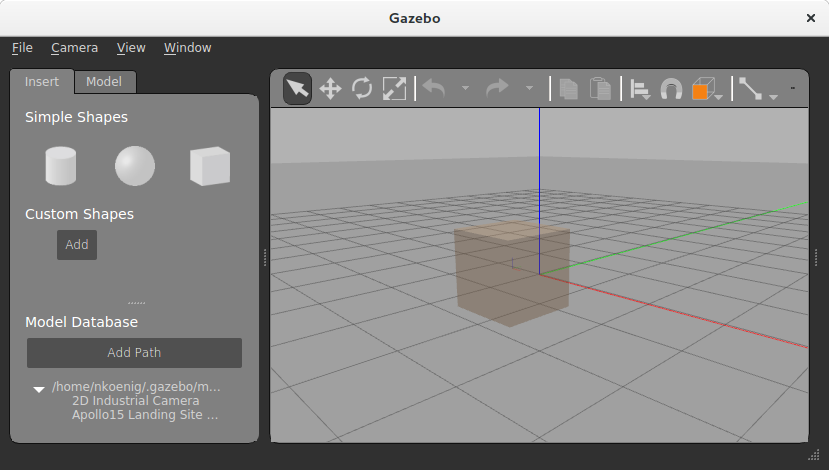 Gazebo
File Camera View Window
Insert Model
Simple Shapes
Custom Shapes
Add
Model Database
Add Path
/home/nkoenig/.gazebo/m...
2D Industrial Camera
Apollo15 Landing Site ...